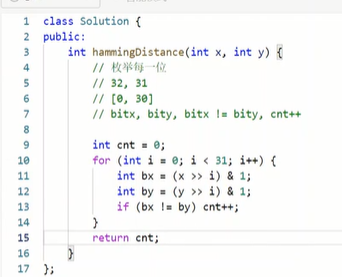 1 class Solution {
2 public:
3 int hammingDistance(int x, int y) {
4 // 枚举每一位
5 // 32, 31
6 // [0, 30]
7 // bitx, bity, bitx != bity, cnt++
8
9 int cnt = 0;
10 for (int i = 0; i < 31; i++) {
11 int bx = (x >> i) & 1;
12 int by = (y >> i) & 1;
13 if (bx != by) cnt++;
14 }
15 return cnt;
16 }
17 };